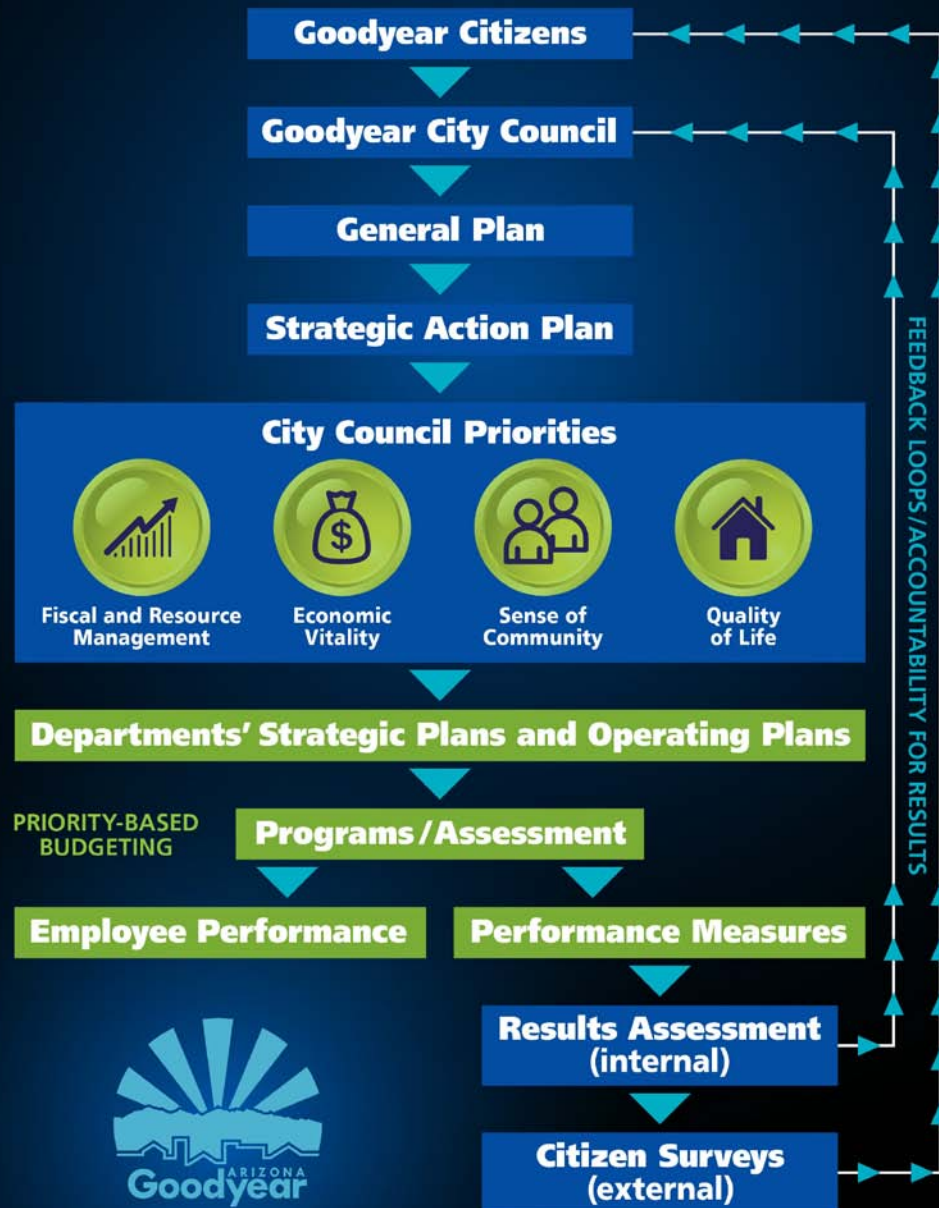 Goodyear Citizens
Goodyear City Council
General Plan
Strategic Action Plan
City Council Priorities
$
Fiscal and Resource
Management
Economic
Vitality
Sense of
Community
Quality
of Life
Departments' Strategic Plans and Operating Plans
PRIORITY-BASED
BUDGETING
Programs/Assessment
Employee Performance
Performance Measures
Results Assessment
(internal)
Citizen Surveys
(external)
FEEDBACK LOOPS/ACCOUNTABILITY FOR RESULTS
ARIZONA
Goodyear